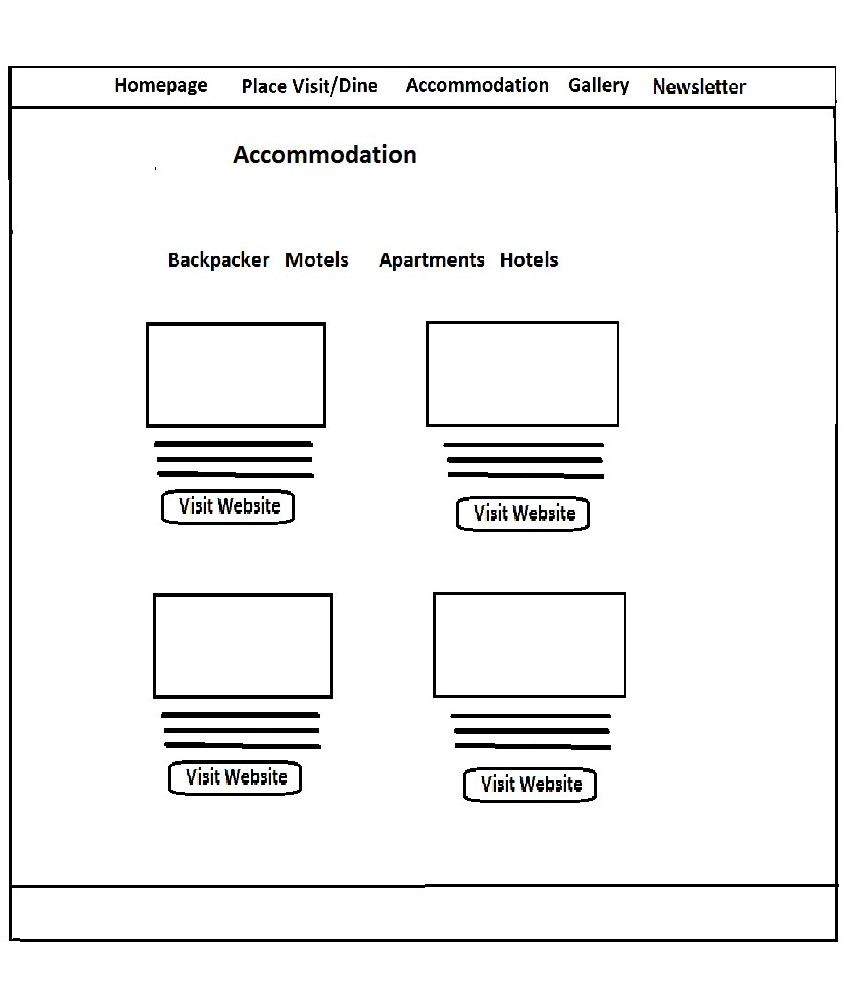 Homepage Place Visit/Dine Accommodation Gallery Newsletter
Accommodation
Backpacker Motels Apartments Hotels
Visit Website Visit Website
Visit Website Visit Website